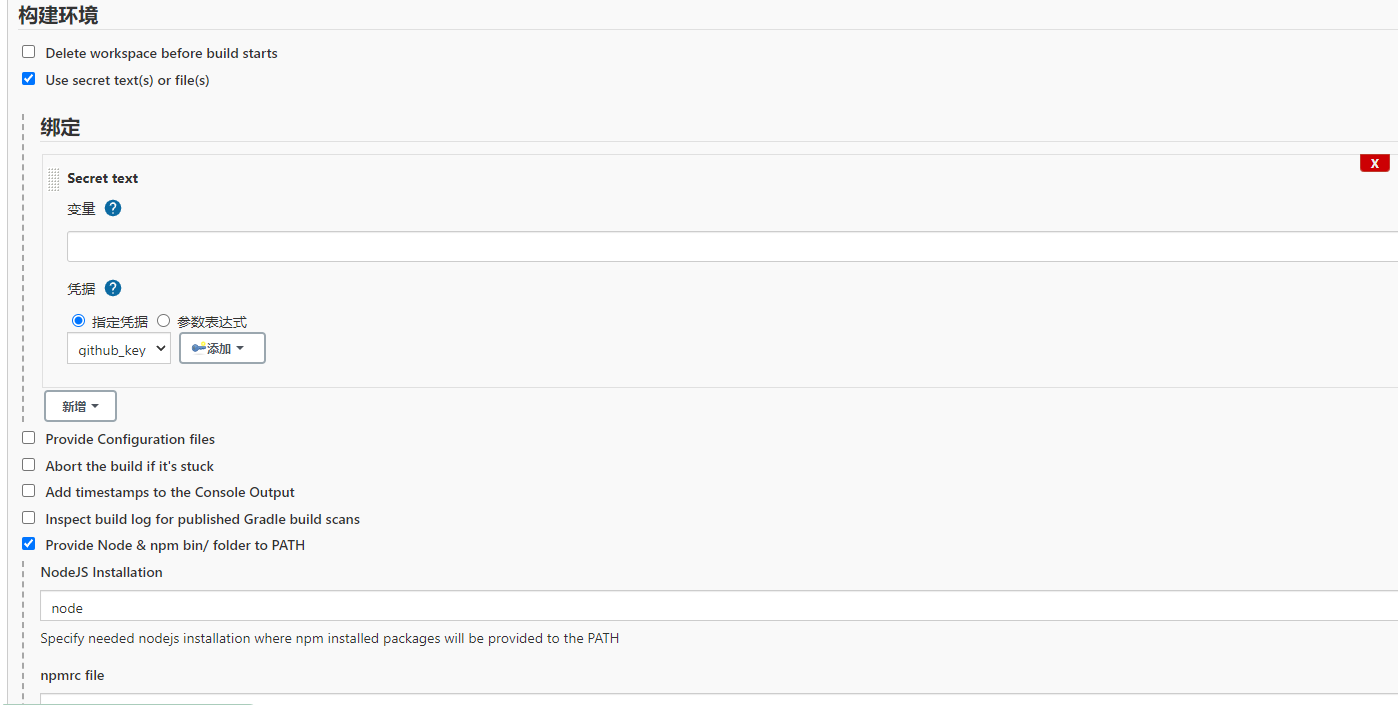 构建环境
Delete workspace before build starts
Use secret text(s) or file(s)
绑定
X
Secret text
变量 ?
凭据 ?
指定凭据 参数表达式
github_key 添加
新增
Provide Configuration files
Abort the build if it's stuck
Add timestamps to the Console Output
Inspect build log for published Gradle build scans
Provide Node & npm bin/ folder to PATH
NodeJS Installation
node
Specify needed nodejs installation where npm installed packages will be provided to the PATH
npmrc file